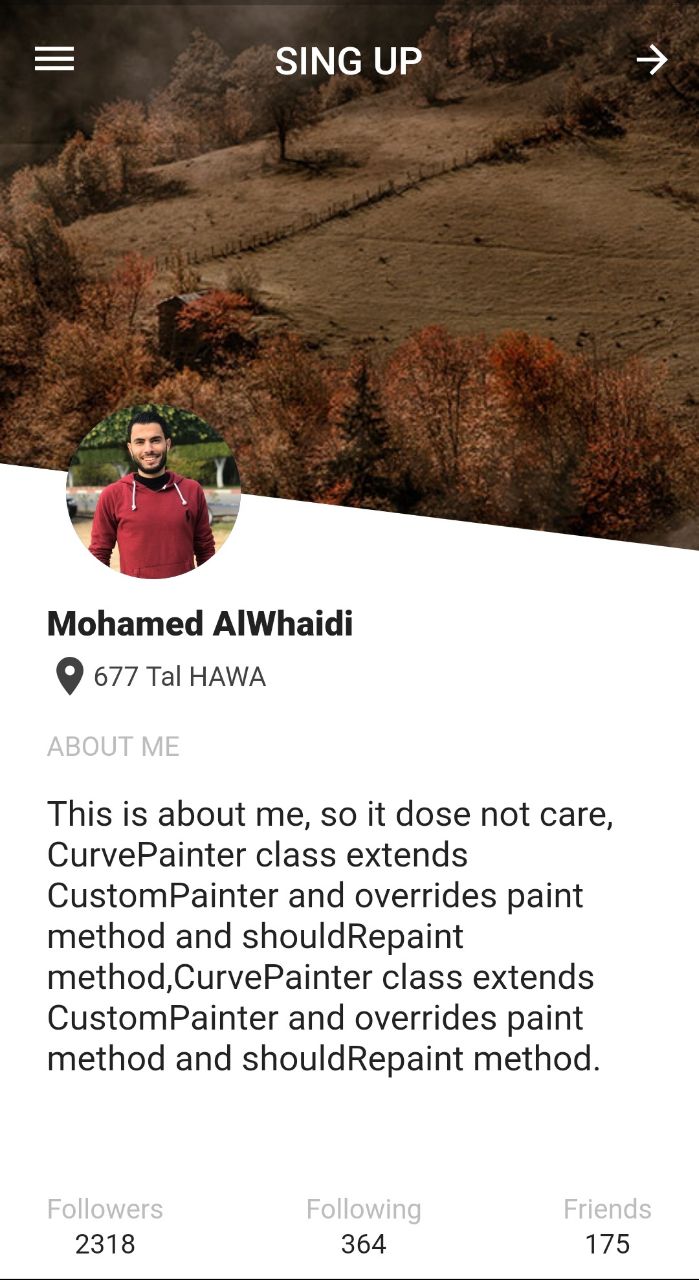 SING UP
Mohamed AlWhaidi
677 Tal HAWA
ABOUT ME
This is about me, so it dose not care,
CurvePainter class extends
CustomPainter and overrides paint
method and shouldRepaint
method,CurvePainter class extends
CustomPainter and overrides paint
method and shouldRepaint method.
Followers Following Friends
2318 364 175